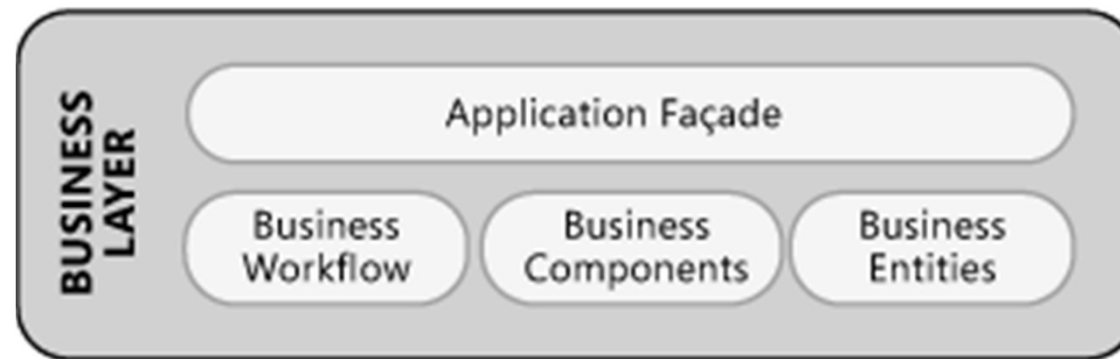 BUSINESS
LAYER
Application Façade
Business
Workflow
Business
Components
Business
Entities